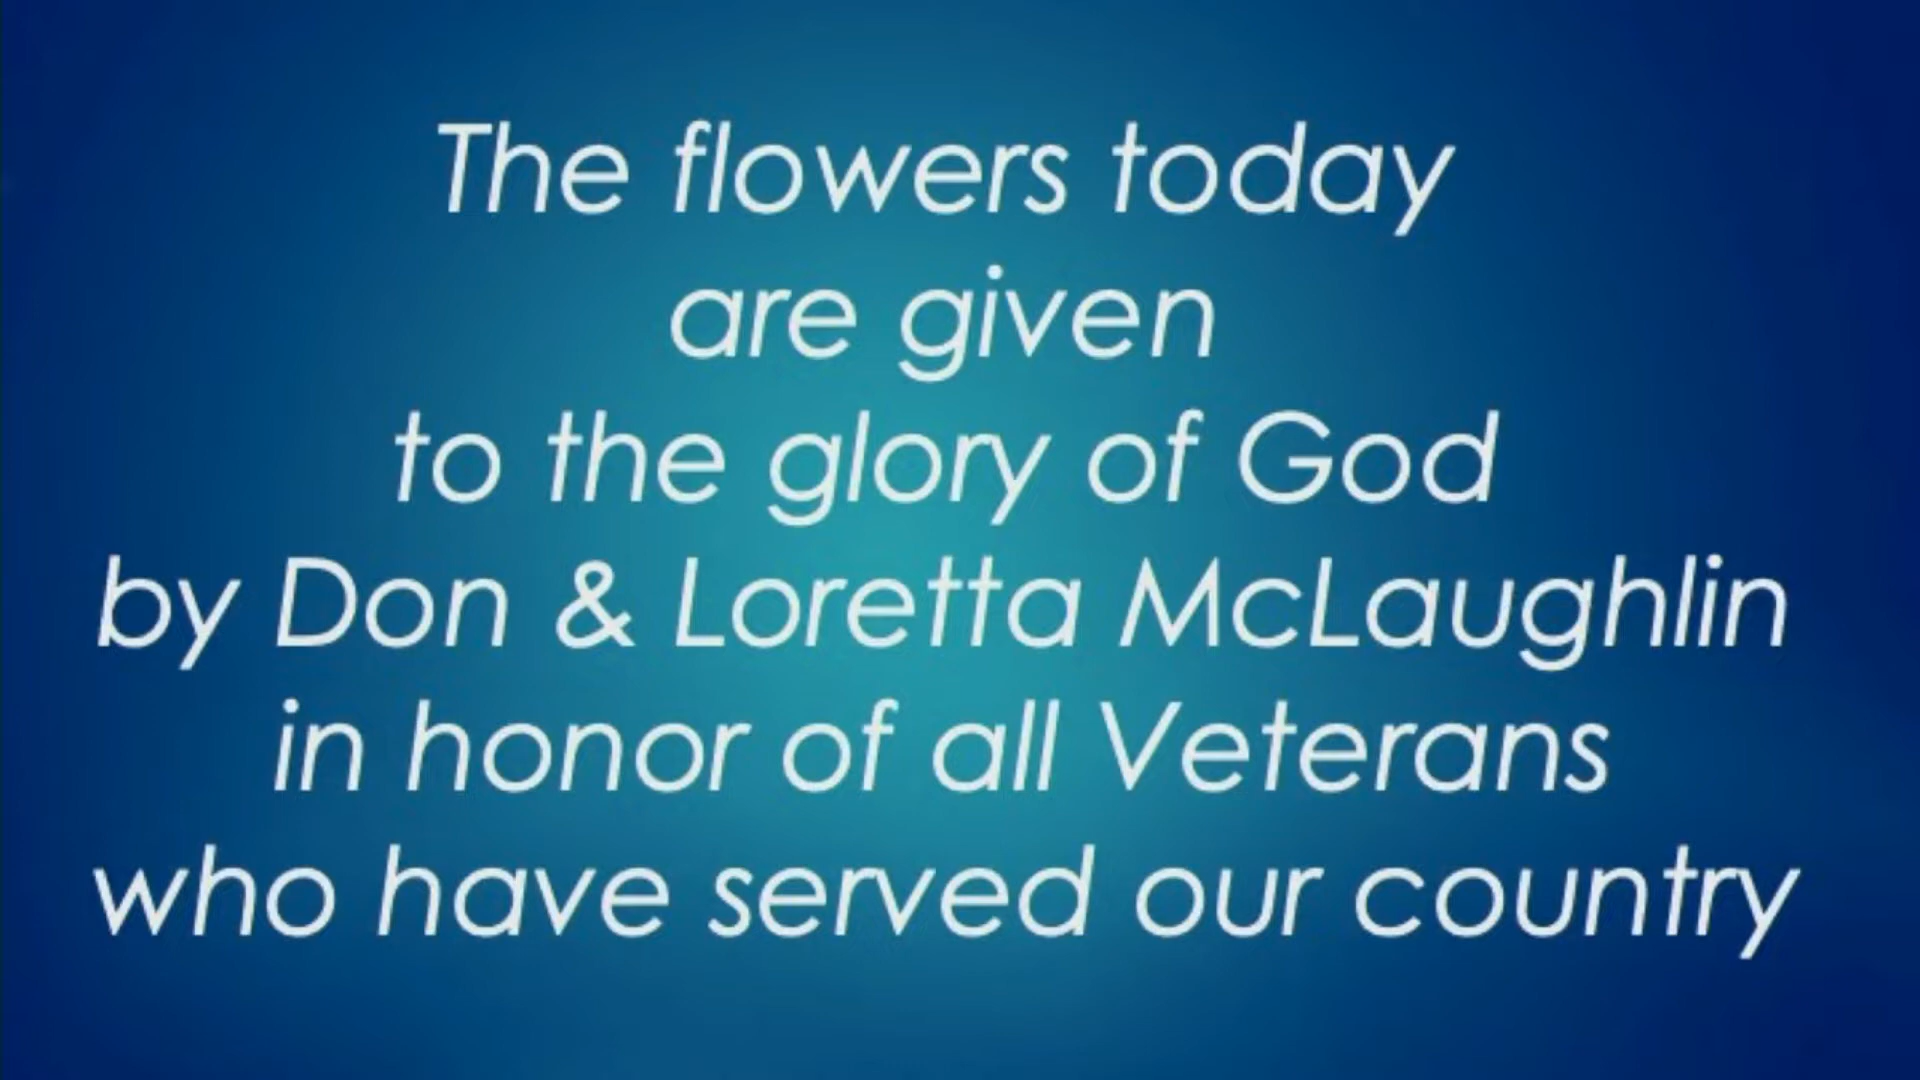 The flowers today
are given
to the glory of God
by Don & Loretta McLaughlin
in honor of all Veterans
who have served our country